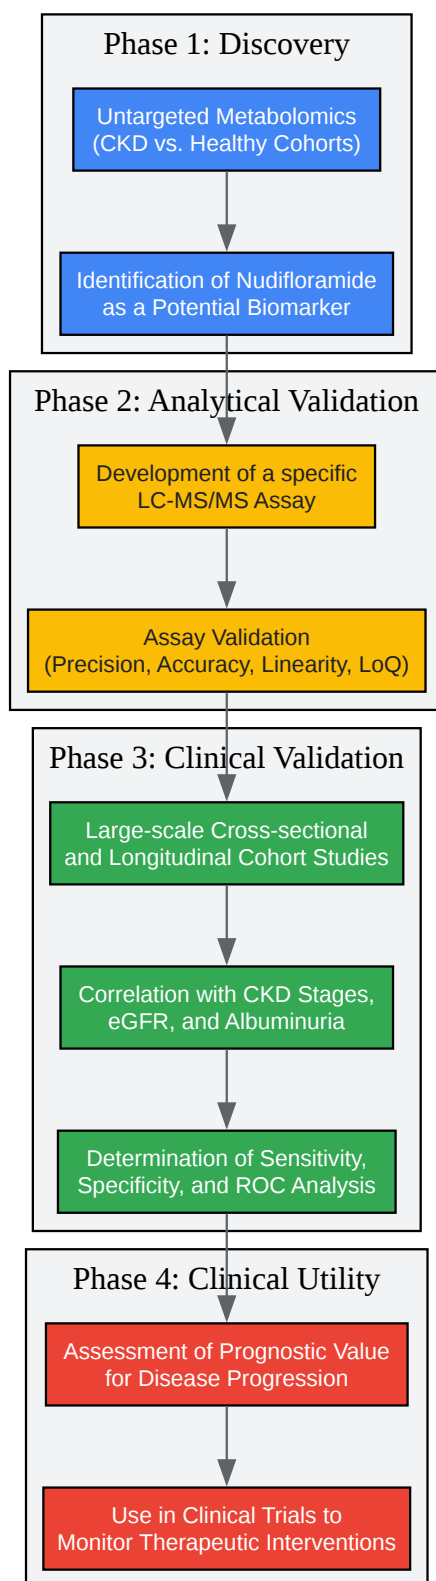 Phase 1: Discovery
Untargeted Metabolomics
(CKD vs. Healthy Cohorts)
Identification of Nudifloramide
as a Potential Biomarker
Phase 2: Analytical Validation
Development of a specific
LC-MS/MS Assay
Assay Validation
(Precision, Accuracy, Linearity, LoQ)
Phase 3: Clinical Validation
Large-scale Cross-sectional
and Longitudinal Cohort Studies
Correlation with CKD Stages,
eGFR, and Albuminuria
Determination of Sensitivity,
Specificity, and ROC Analysis
Phase 4: Clinical Utility
Assessment of Prognostic Value
for Disease Progression
Use in Clinical Trials to
Monitor Therapeutic Interventions